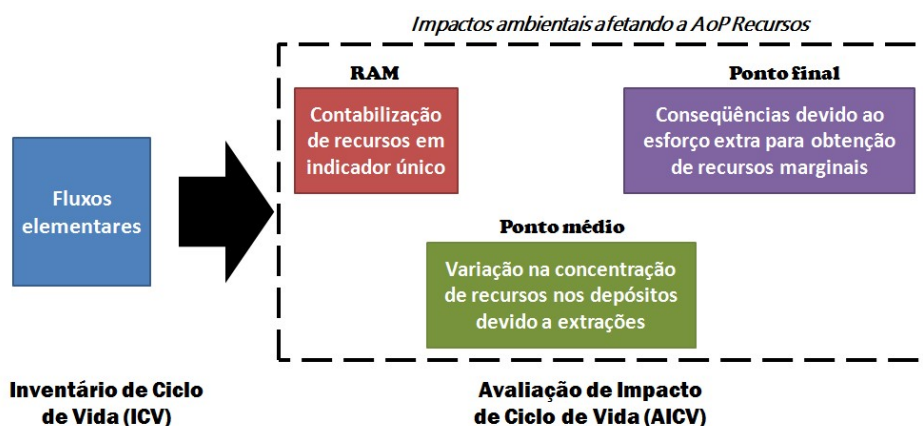 Impactos ambientais afetando a AoP Recursos
RAM
Contabilização
de recursos em
indicador único
Ponto final
Conseqüências devido ao
esforço extra para obtenção
de recursos marginais
Fluxos
elementares
Ponto médio
Variação na concentração
de recursos nos depósitos
devido a extrações
Inventário de Ciclo
de Vida (ICV)
Avaliação de Impacto
de Ciclo de Vida (AICV)